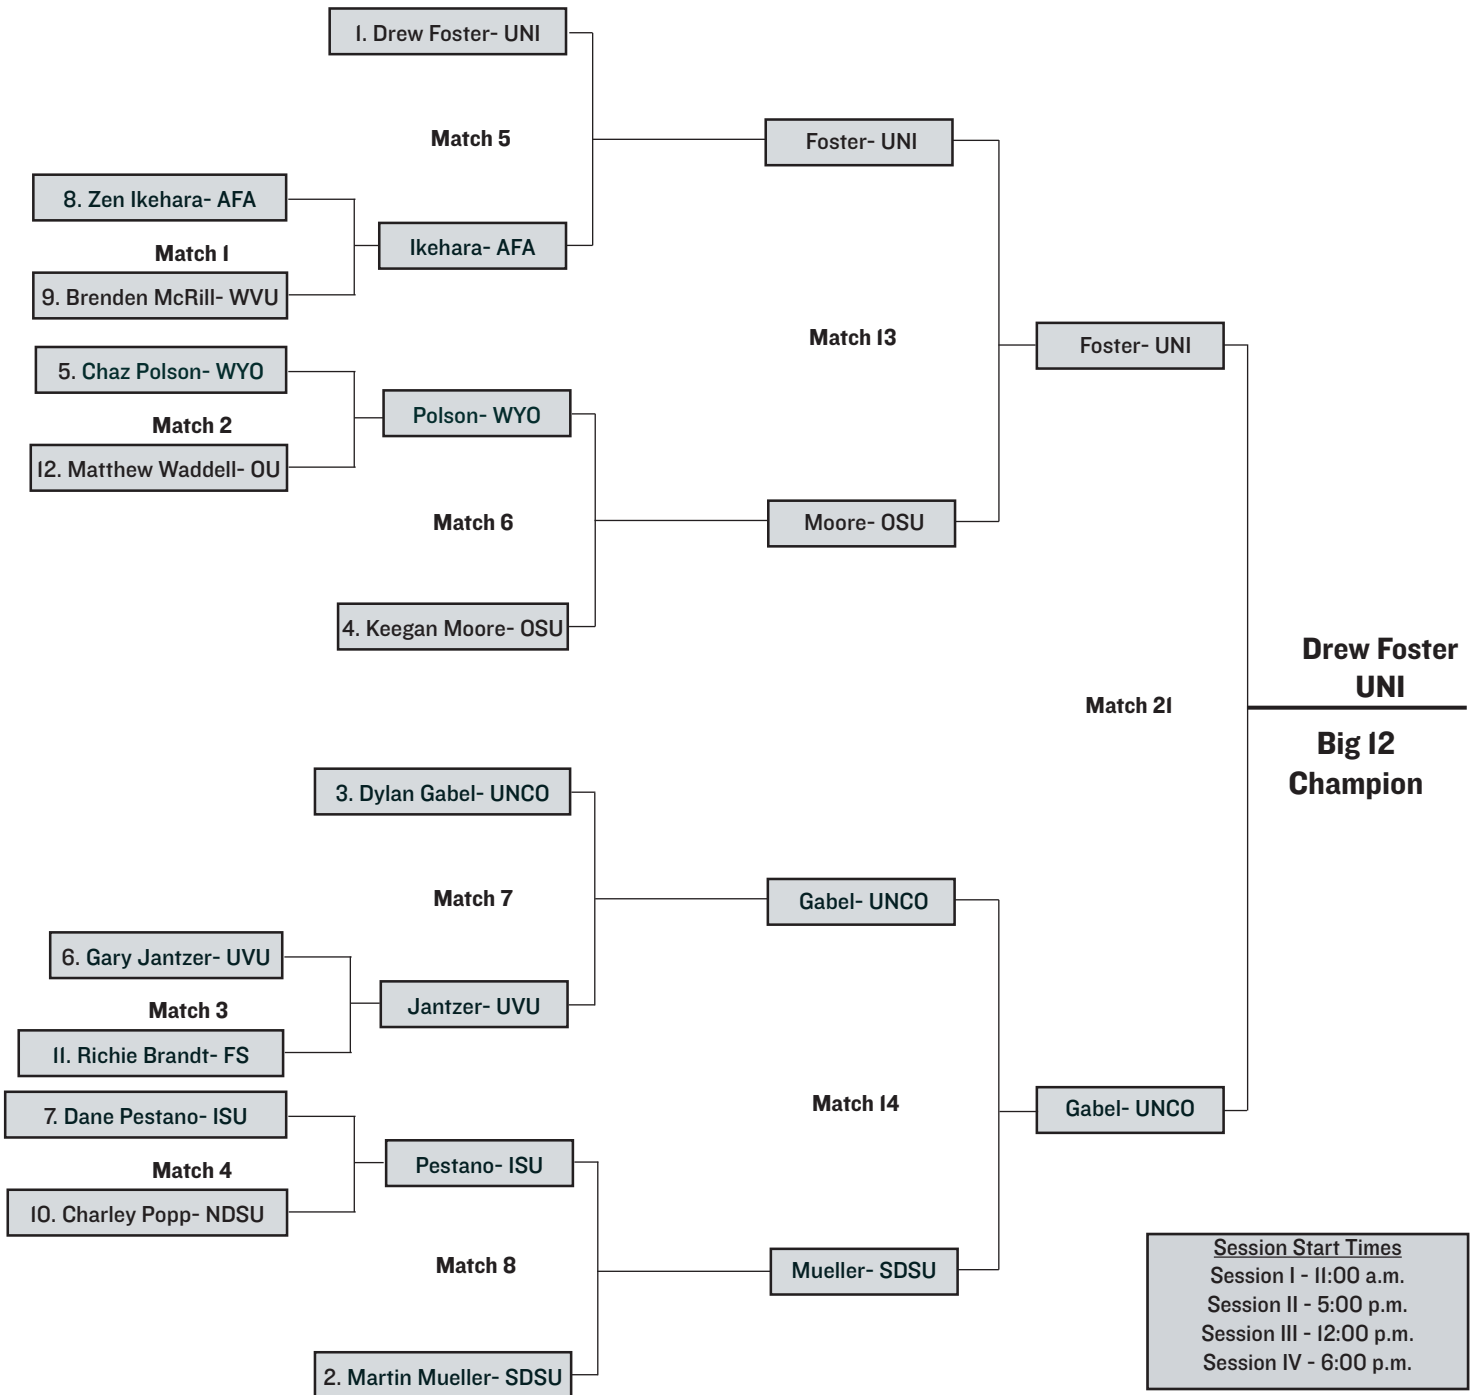 1. Drew Foster- UNI
Match 5
Foster- UNI
8. Zen Ikehara- AFA
Match 1
Ikehara- AFA
9. Brenden McRill- WVU
Match 13
Foster- UNI
5. Chaz Polson- WYO
Match 2
Polson- WYO
12. Matthew Waddell- OU
Match 6
Moore- OSU
4. Keegan Moore- OSU
Drew Foster
UNI
Match 21
Big 12
Champion
3. Dylan Gabel- UNCO
Match 7
Gabel- UNCO
6. Gary Jantzer- UVU
Match 3
Jantzer- UVU
11. Richie Brandt- FS
7. Dane Pestano- ISU
Match 14
Gabel- UNCO
Match 4
Pestano- ISU
10. Charley Popp- NDSU
Match 8
Mueller- SDSU
2. Martin Mueller- SDSU
Session Start Times
Session I - 11:00 a.m.
Session II - 5:00 p.m.
Session III - 12:00 p.m.
Session IV - 6:00 p.m.